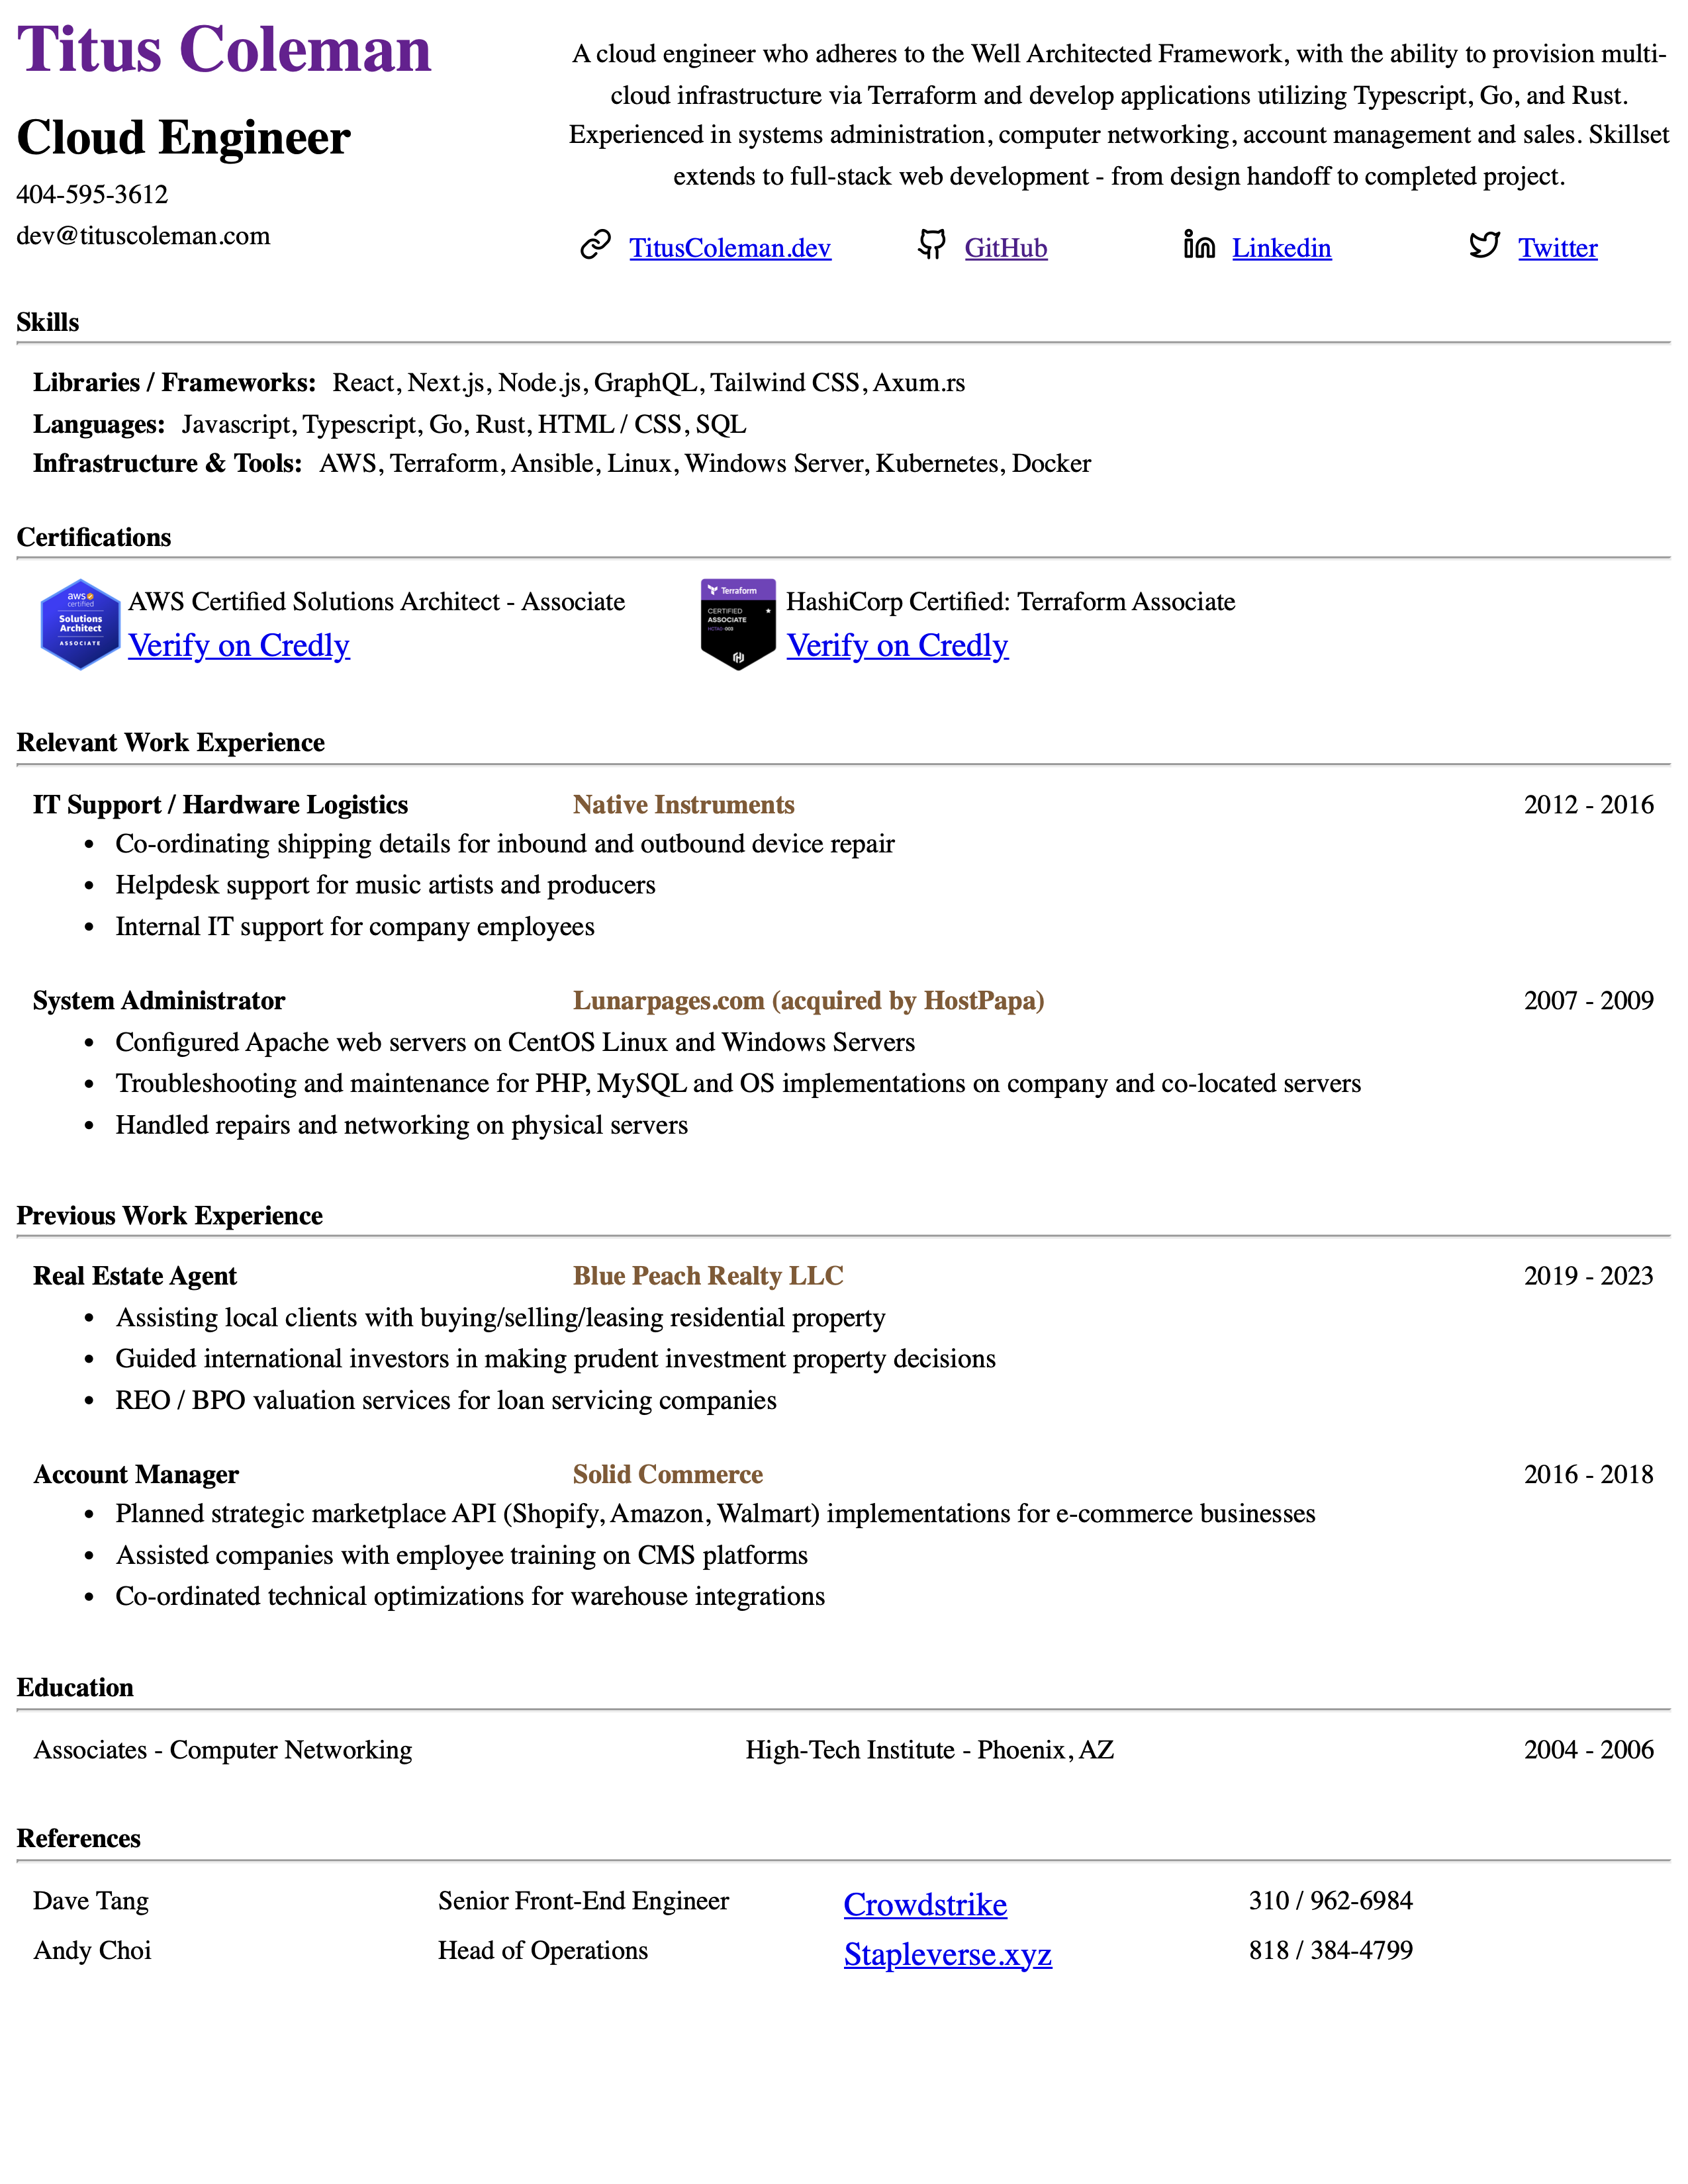 Titus Coleman
Cloud Engineer
404-595-3612
dev@tituscoleman.com
A cloud engineer who adheres to the Well Architected Framework, with the ability to provision multi-
cloud infrastructure via Terraform and develop applications utilizing Typescript, Go, and Rust.
Experienced in systems administration, computer networking, account management and sales. Skillset
extends to full-stack web development - from design handoff to completed project.
TitusColeman.dev GitHub Linkedin Twitter
Skills
Libraries / Frameworks: React, Next.js, Node.js, GraphQL, Tailwind CSS, Axum.rs
Languages: Javascript, Typescript, Go, Rust, HTML / CSS, SQL
Infrastructure & Tools: AWS, Terraform, Ansible, Linux, Windows Server, Kubernetes, Docker
Certifications
aws
certified
Solutions
Architect
ASSOCIATE
AWS Certified Solutions Architect - Associate
Verify on Credly
Terraform
CERTIFIED
ASSOCIATE
HCTAO-003
HashiCorp Certified: Terraform Associate
Verify on Credly
Relevant Work Experience
IT Support / Hardware Logistics Native Instruments 2012 - 2016
• Co-ordinating shipping details for inbound and outbound device repair
• Helpdesk support for music artists and producers
• Internal IT support for company employees
System Administrator Lunarpages.com (acquired by HostPapa) 2007 - 2009
• Configured Apache web servers on CentOS Linux and Windows Servers
• Troubleshooting and maintenance for PHP, MySQL and OS implementations on company and co-located servers
• Handled repairs and networking on physical servers
Previous Work Experience
Real Estate Agent Blue Peach Realty LLC 2019 - 2023
• Assisting local clients with buying/selling/leasing residential property
• Guided international investors in making prudent investment property decisions
• REO / BPO valuation services for loan servicing companies
Account Manager Solid Commerce 2016 - 2018
• Planned strategic marketplace API (Shopify, Amazon, Walmart) implementations for e-commerce businesses
• Assisted companies with employee training on CMS platforms
• Co-ordinated technical optimizations for warehouse integrations
Education
Associates - Computer Networking High-Tech Institute - Phoenix, AZ 2004 - 2006
References
Dave Tang Senior Front-End Engineer Crowdstrike 310 / 962-6984
Andy Choi Head of Operations Stapleverse.xyz 818 / 384-4799